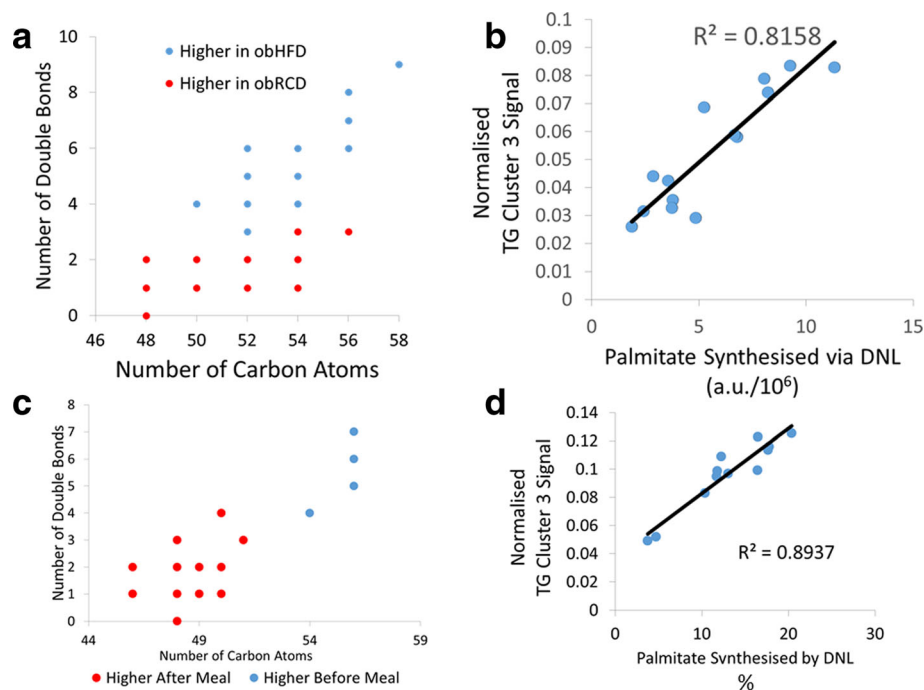 a
10
8
6
4
2
0
Number of Double Bonds
Higher in obHFD
Higher in obRCD
46 48 50 52 54 56 58
Number of Carbon Atoms
b
R² = 0.8158
0.1
0.09
0.08
0.07
0.06
0.05
0.04
0.03
0.02
0.01
0
Normalised
TG Cluster 3 Signal
0 5 10 15
Palmitate Synthesised via DNL
(a.u./10⁶)
c
8
7
6
5
4
3
2
1
0
Number of Double Bonds
44 49 54 59
Number of Carbon Atoms
Higher After Meal Higher Before Meal
d
0.14
0.12
0.1
0.08
0.06
0.04
0.02
0
Normalised
TG Cluster 3 Signal
R² = 0.8937
0 10 20 30
Palmitate Synthesised by DNL
%